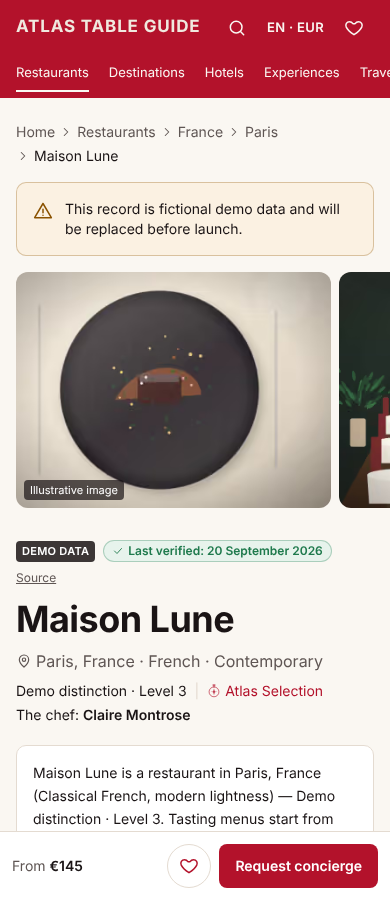 ATLAS TABLE GUIDE
EN · EUR
Restaurants Destinations Hotels Experiences Trave
Home > Restaurants > France > Paris
> Maison Lune
This record is fictional demo data and will
be replaced before launch.
Illustrative image
DEMO DATA
Last verified: 20 September 2026
Source
Maison Lune
Paris, France · French · Contemporary
Demo distinction · Level 3 | Atlas Selection
The chef: Claire Montrose
Maison Lune is a restaurant in Paris, France
(Classical French, modern lightness) — Demo
distinction · Level 3. Tasting menus start from
From €145
Request concierge